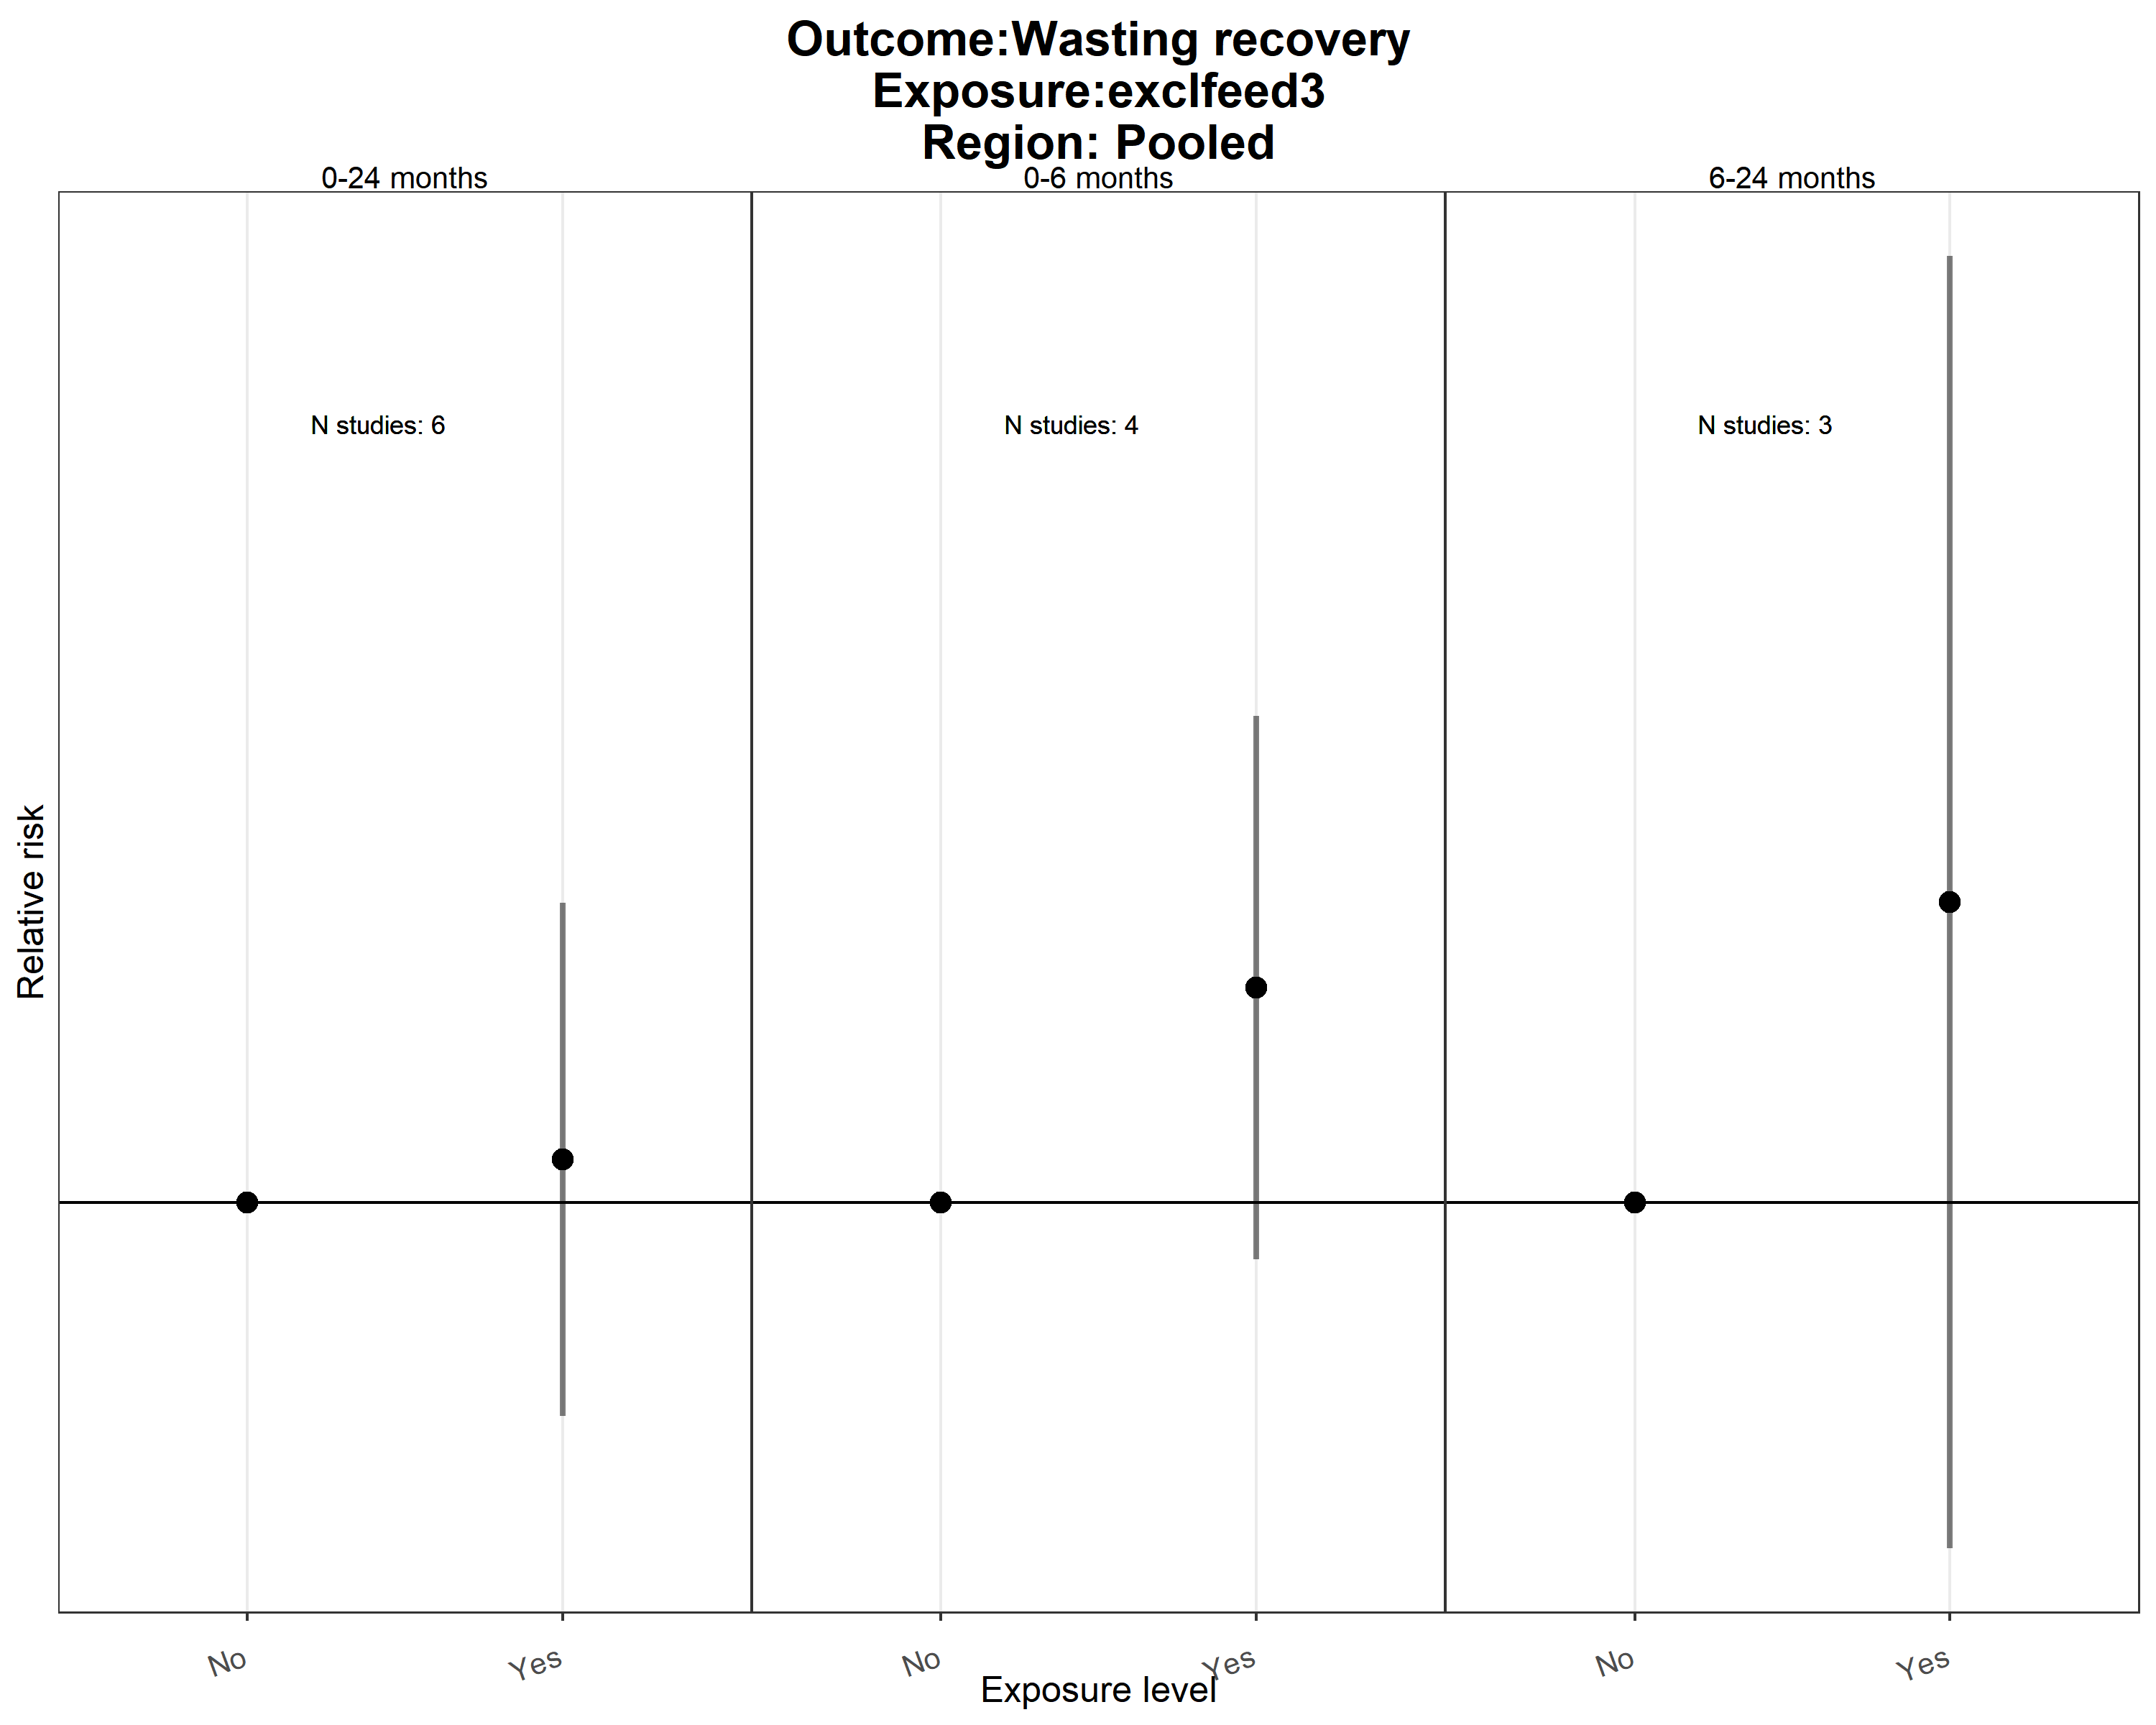 Outcome:Wasting recovery
Exposure:exclfeed3
Region: Pooled
0-24 months
0-6 months
6-24 months
N studies: 6
N studies: 4
N studies: 3
Relative risk
No
Yes
No
Yes
No
Yes
Exposure level